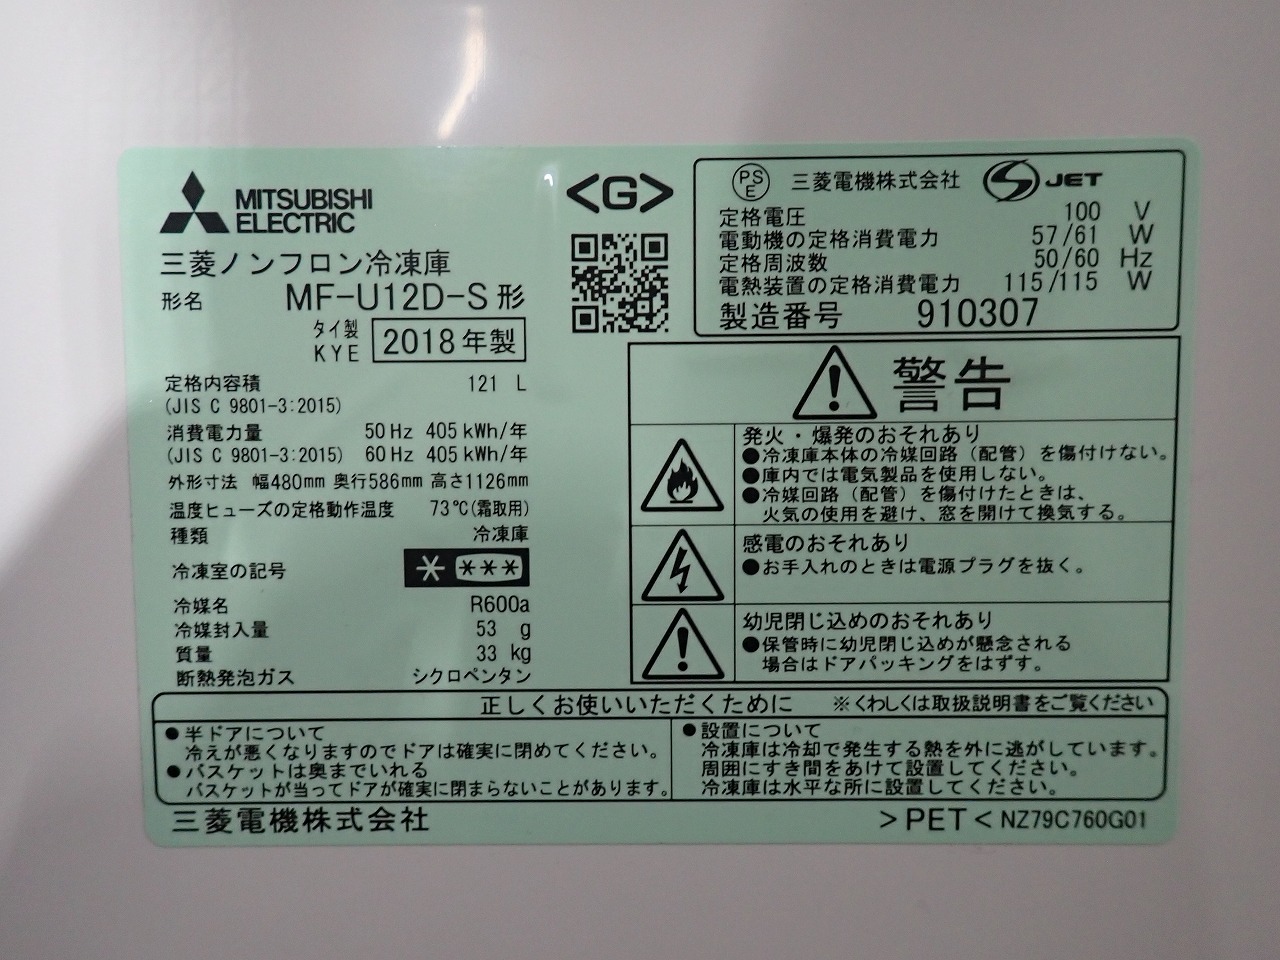 MITSUBISHI
ELECTRIC
三菱ノンフロン冷凍庫
形名 MF-U12D-S 形
タイ製
KYE 2018年製
定格内容積 121 L
(JIS C 9801-3:2015)
消費電力量 50Hz 405kWh/年
(JIS C 9801-3:2015) 60Hz 405kWh/年
外形寸法 幅480mm 奥行586mm 高さ1126mm
温度ヒューズの定格動作温度 73℃(霜取用)
種類 冷凍庫
冷凍室の記号 * ***
冷媒名 R600a
冷媒封入量 53 g
質量 33 kg
断熱発泡ガス シクロペンタン
<G>
PS
E 三菱電機株式会社 JET
定格電圧 100 V
電動機の定格消費電力 57/61 W
定格周波数 50/60 Hz
電熱装置の定格消費電力 115/115 W
製造番号 910307
警告
発火・爆発のおそれあり
●冷凍庫本体の冷媒回路（配管）を傷付けない。
●庫内では電気製品を使用しない。
●冷媒回路（配管）を傷付けたときは、
火気の使用を避け、窓を開けて換気する。
感電のおそれあり
●お手入れのときは電源プラグを抜く。
幼児閉じ込めのおそれあり
●保管時に幼児閉じ込めが懸念される
場合はドアパッキングをはずす。
正しくお使いいただくために ※くわしくは取扱説明書をご覧ください
●半ドアについて
冷えが悪くなりますのでドアは確実に閉めてください。
●バスケットは奥までいれる
バスケットが当ってドアが確実に閉まらないことがあります。
●設置について
冷凍庫は冷却で発生する熱を外に逃がしています。
周囲にすき間をあけて設置してください。
冷凍庫は水平な所に設置してください。
三菱電機株式会社 >PET< NZ79C760G01